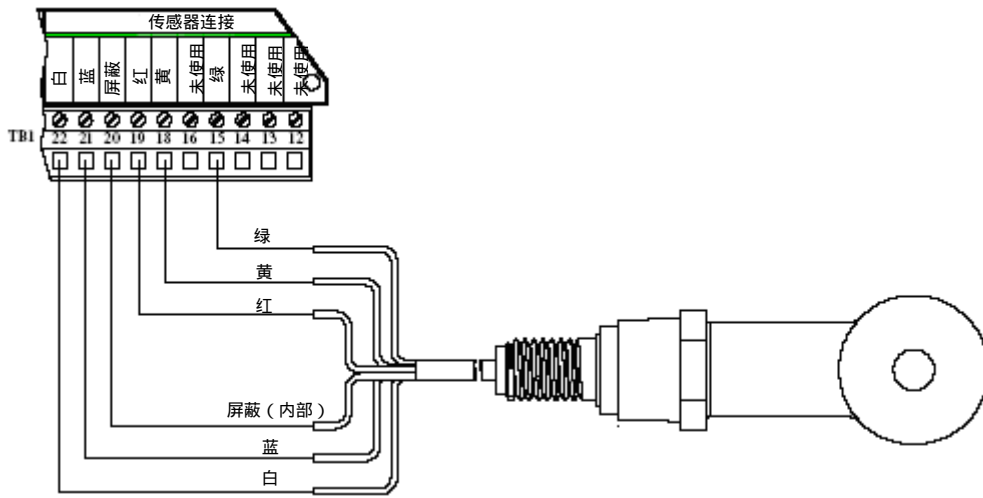 传感器连接
白 蓝 屏蔽 红 黄 未使用 绿 未使用 未使用 未使用
TB1 22 21 20 19 18 16 15 14 13 12
绿
黄
红
屏蔽（内部）
蓝
白